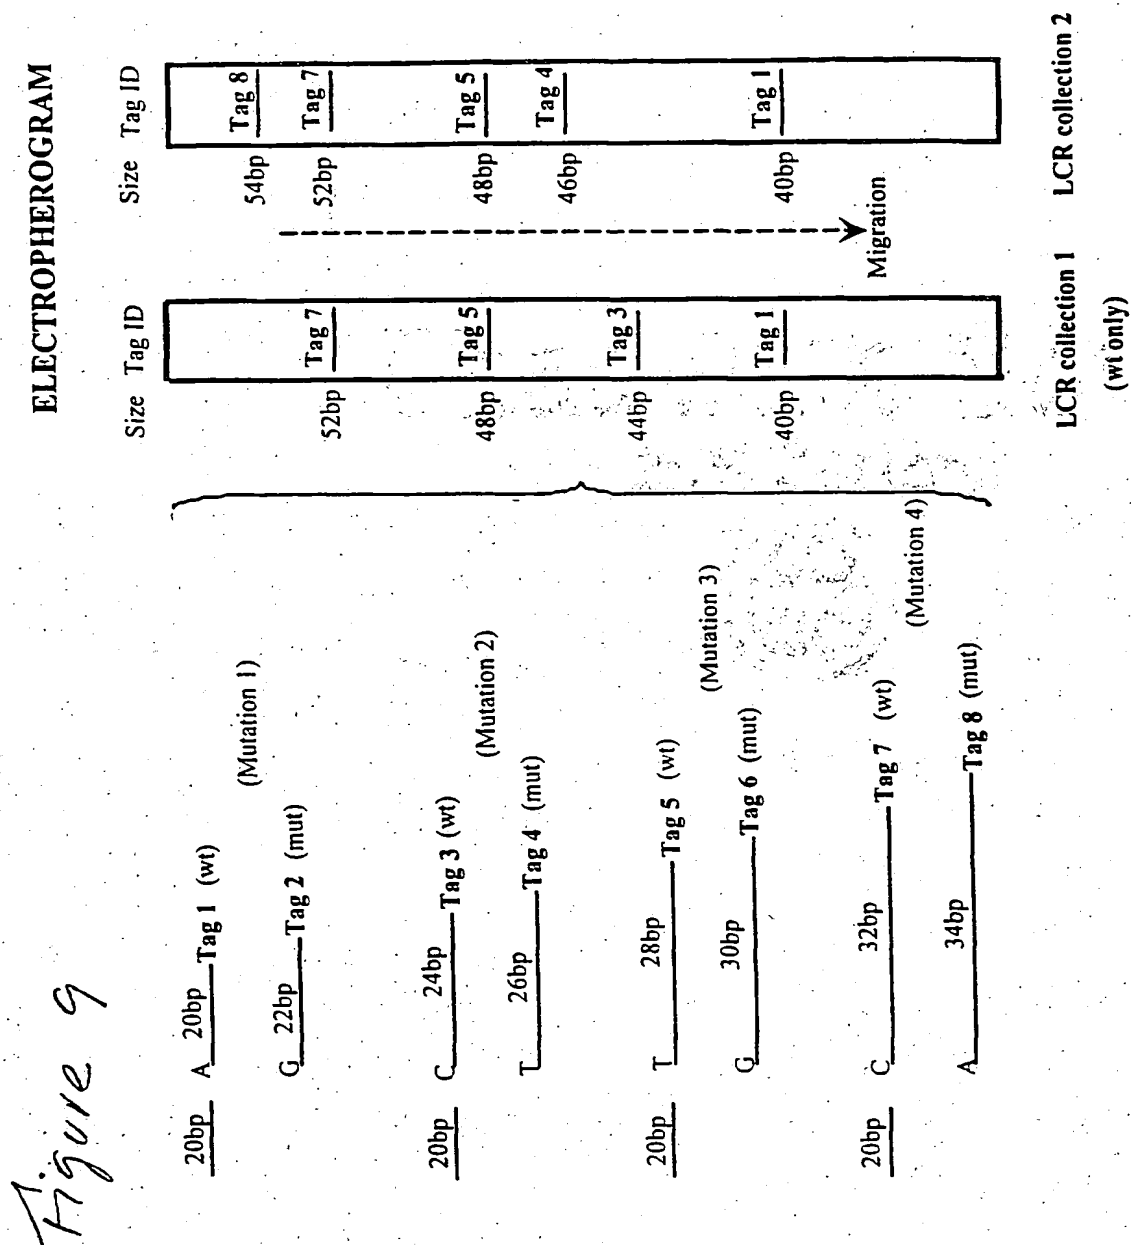 Figure 9
ELECTROPHEROGRAM
20bp A 20bp Tag 1 (wt)
(Mutation 1)
G 22bp Tag 2 (mut)
20bp C 24bp Tag 3 (wt)
(Mutation 2)
T 26bp Tag 4 (mut)
20bp T 28bp Tag 5 (wt)
(Mutation 3)
G 30bp Tag 6 (mut)
20bp C 32bp Tag 7 (wt)
(Mutation 4)
A 34bp Tag 8 (mut)
Size Tag ID
52bp Tag 7
48bp Tag 5
44bp Tag 3
40bp Tag 1
LCR collection 1
(wt only)
Migration
Size Tag ID
54bp Tag 8
52bp Tag 7
48bp Tag 5
46bp Tag 4
40bp Tag 1
LCR collection 2